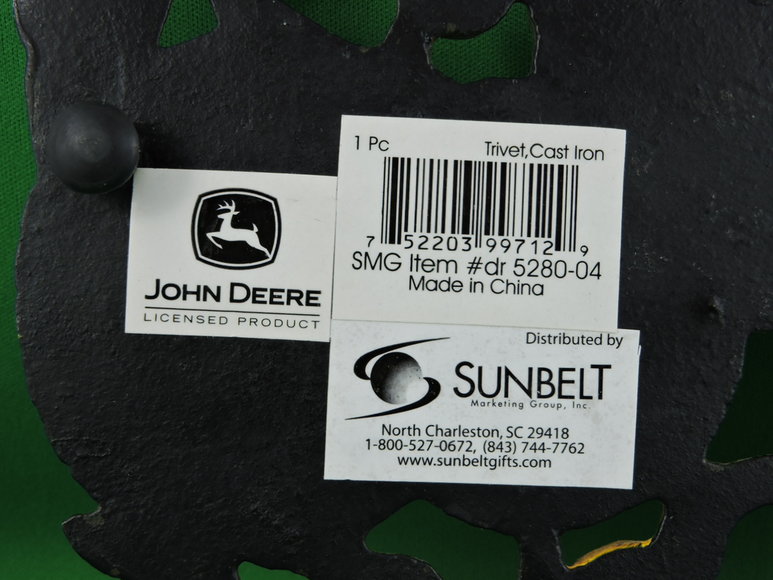 1 Pc Trivet,Cast Iron
7 52203 99712 9
SMG Item #dr 5280-04
Made in China
JOHN DEERE
LICENSED PRODUCT
Distributed by
SUNBELT
Marketing Group, Inc.
North Charleston, SC 29418
1-800-527-0672, (843) 744-7762
www.sunbeltgifts.com